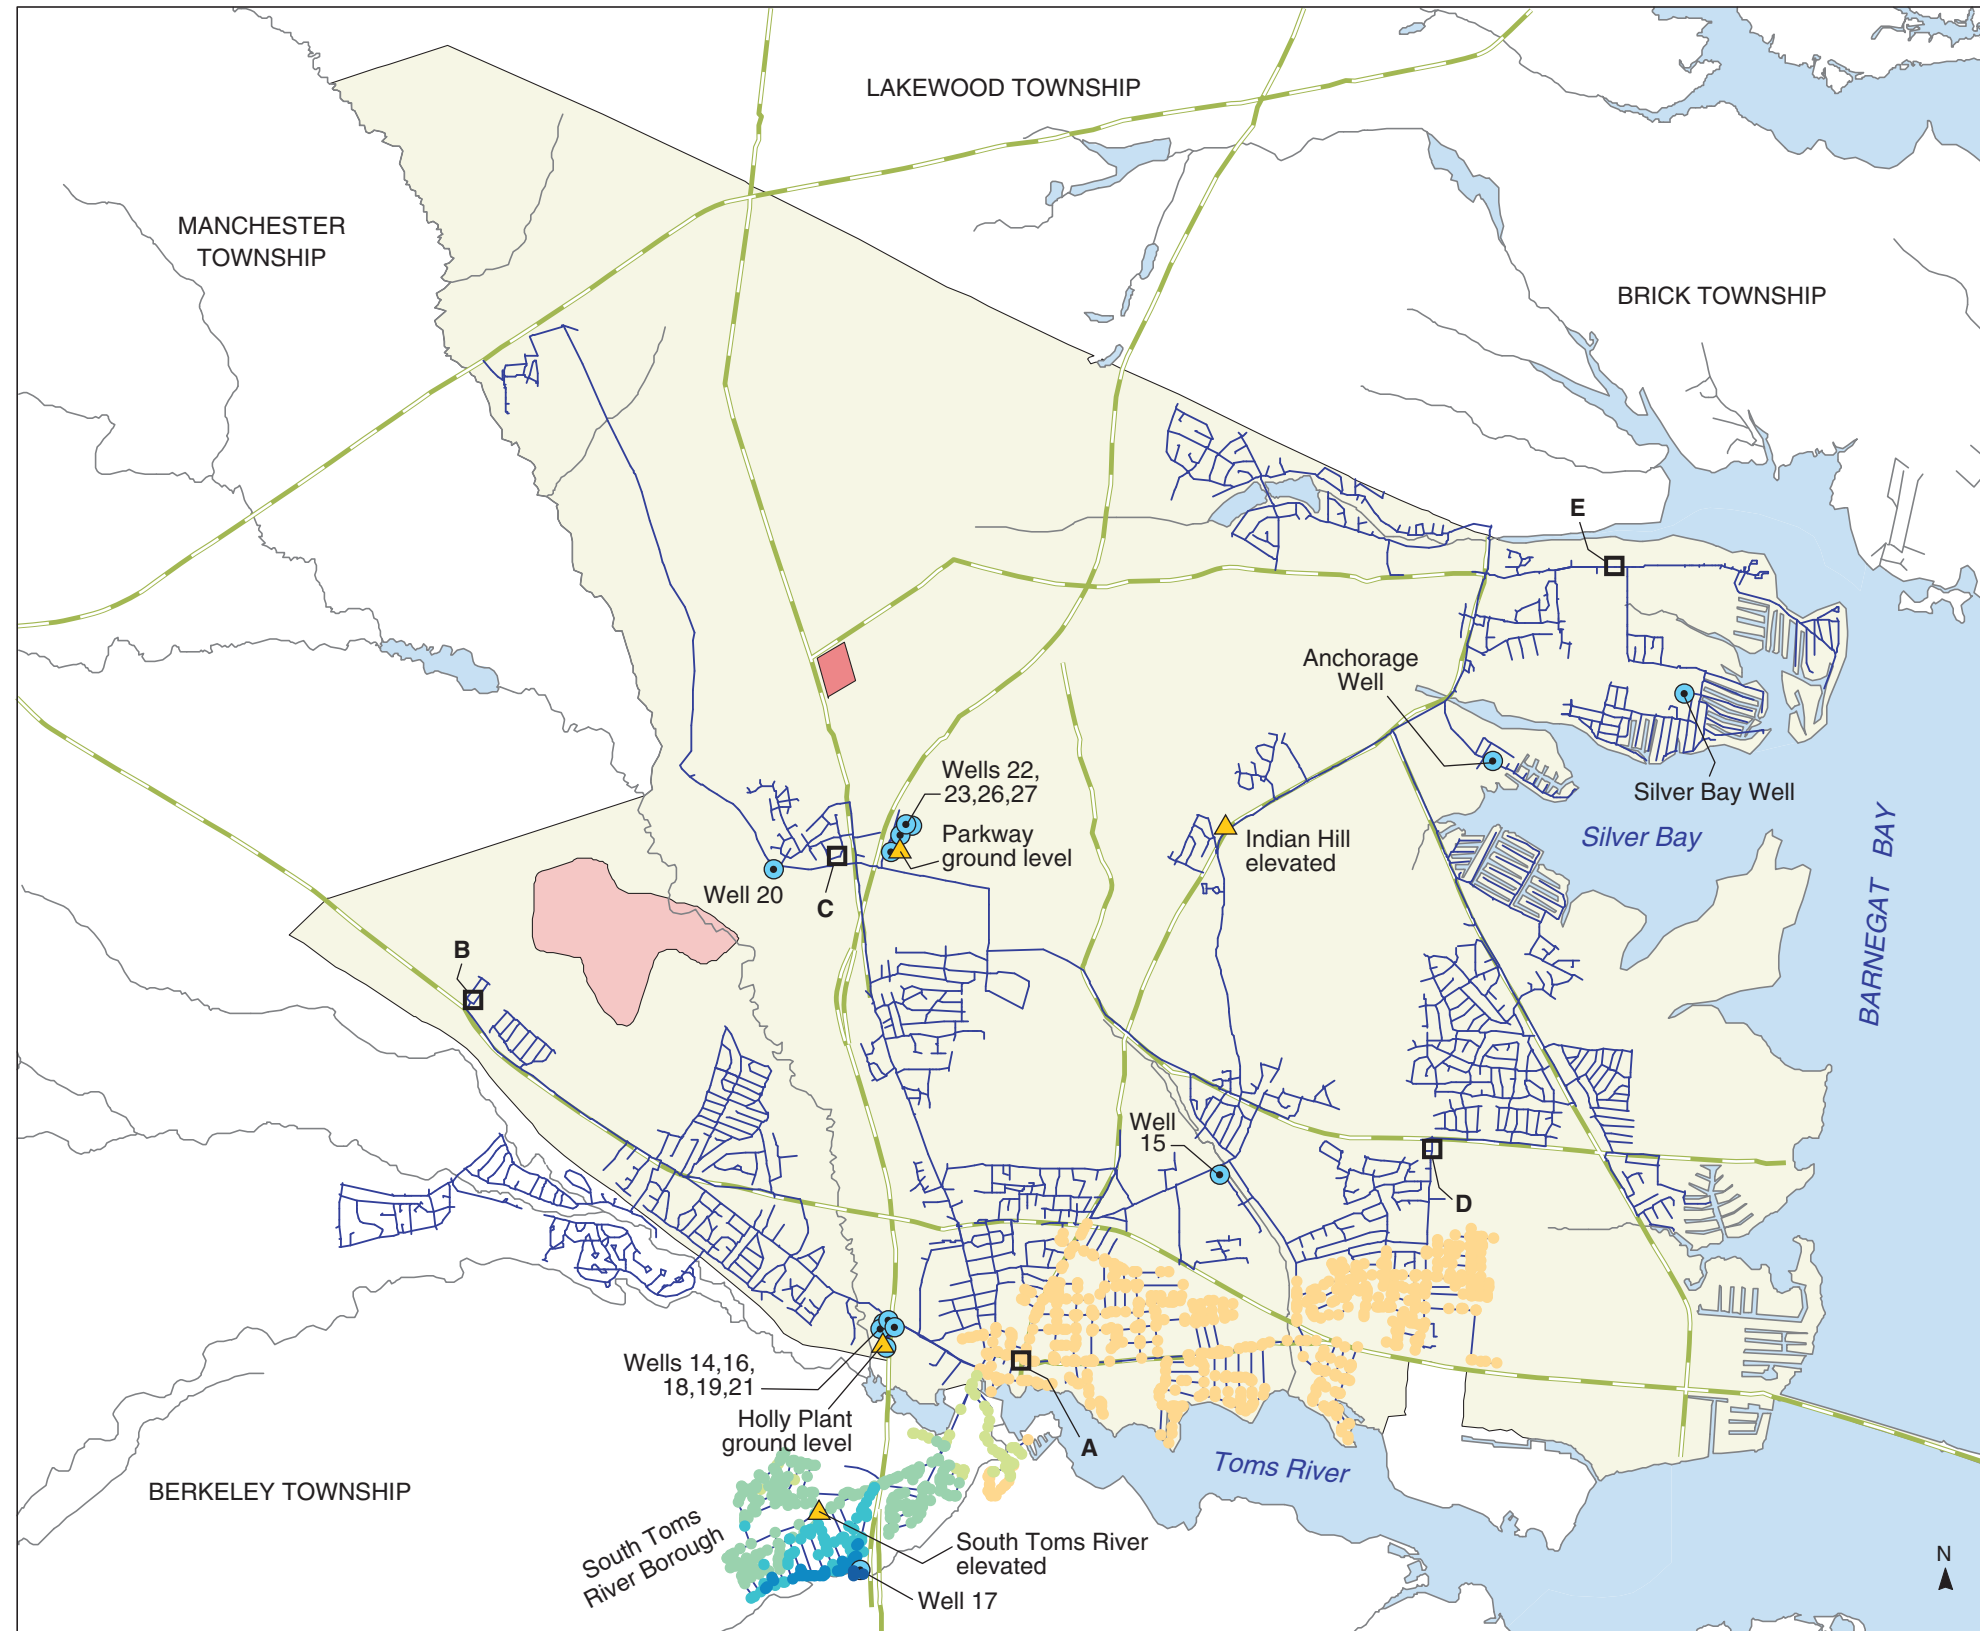 LAKEWOOD TOWNSHIP
MANCHESTER
TOWNSHIP
BRICK TOWNSHIP
E
Anchorage
Well
Silver Bay Well
Wells 22,
23,26,27
Parkway
ground level
Indian Hill
elevated
Silver Bay
BARNEGAT BAY
Well 20
C
B
Well
15
D
Wells 14,16,
18,19,21
Holly Plant
ground level
A
Toms River
BERKELEY TOWNSHIP
South Toms
River Borough
South Toms River
elevated
Well 17
N